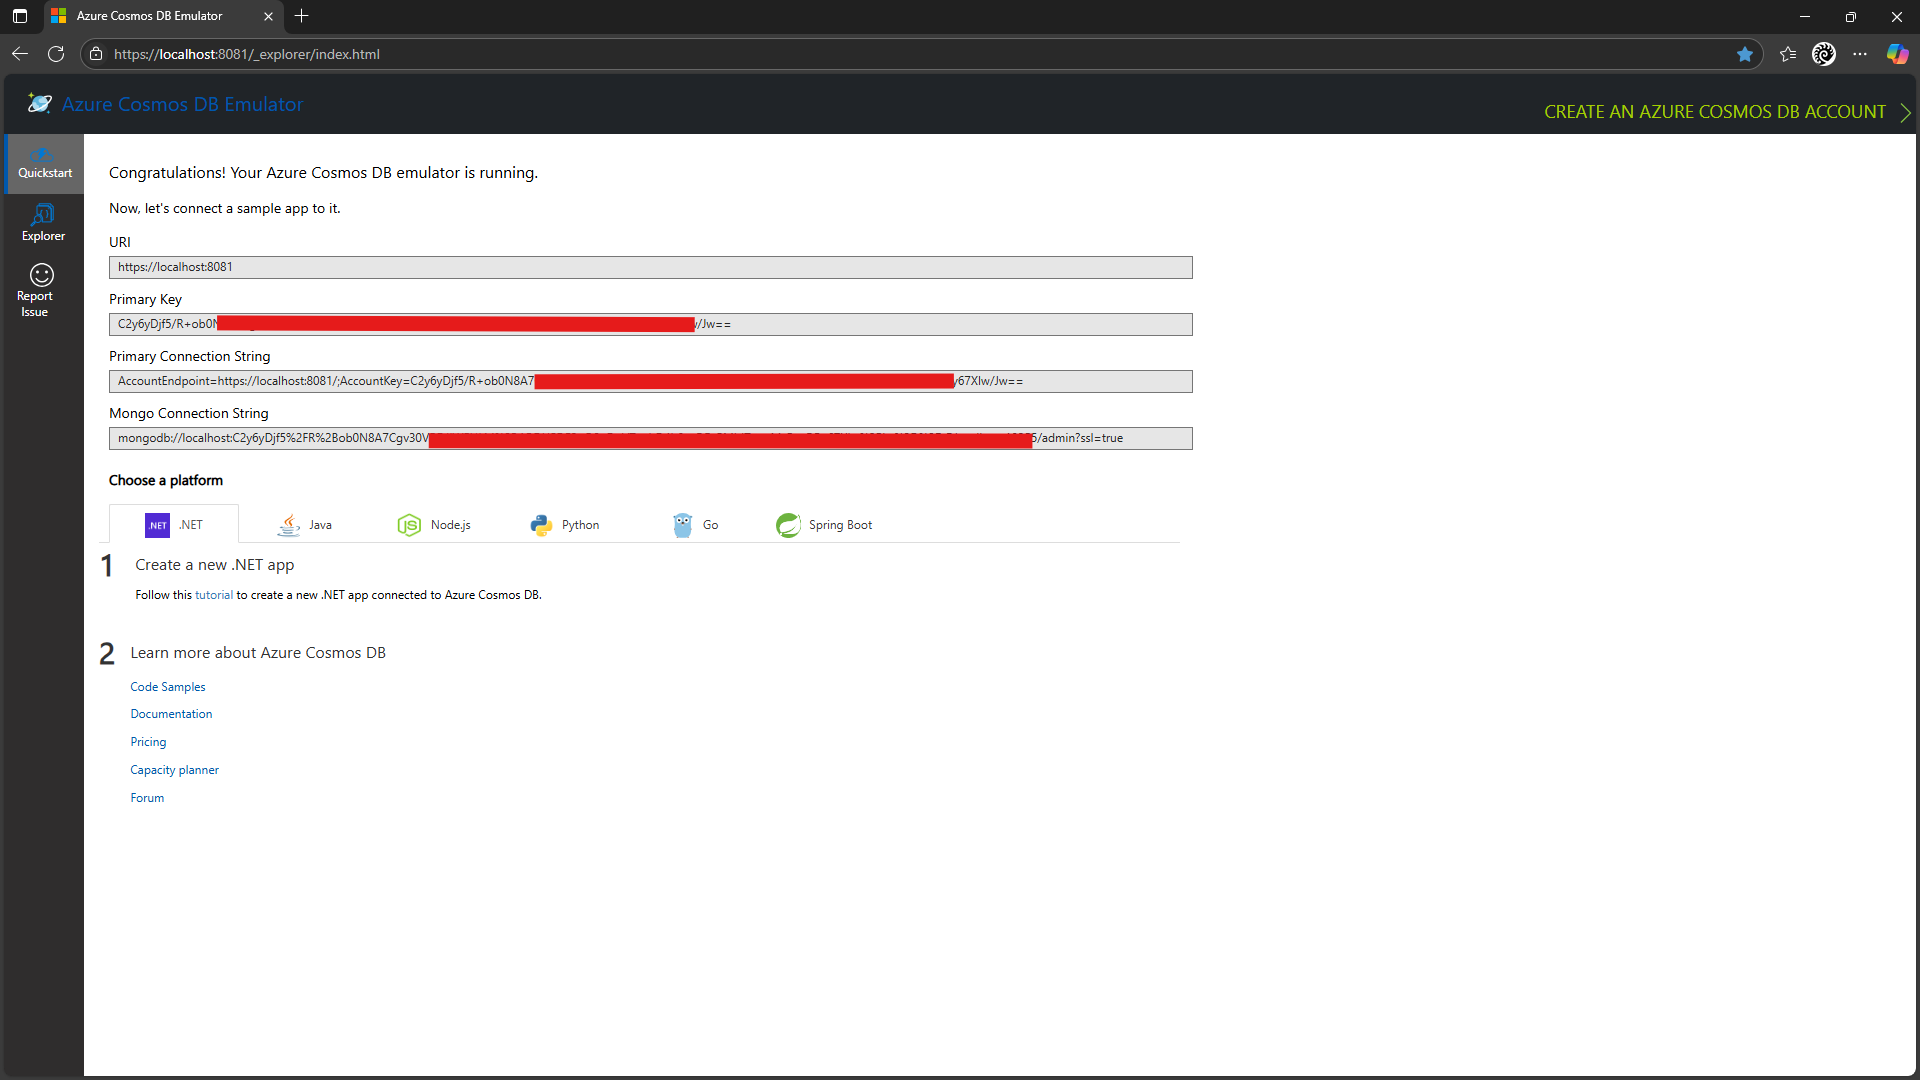 Azure Cosmos DB Emulator
https://localhost:8081/_explorer/index.html
Azure Cosmos DB Emulator
CREATE AN AZURE COSMOS DB ACCOUNT
Quickstart
Explorer
Report
Issue
Congratulations! Your Azure Cosmos DB emulator is running.
Now, let's connect a sample app to it.
URI
https://localhost:8081
Primary Key
C2y6yDjf5/R+ob0N /Jw==
Primary Connection String
AccountEndpoint=https://localhost:8081/;AccountKey=C2y6yDjf5/R+ob0N8A7 y67XIw/Jw==
Mongo Connection String
mongodb://localhost:C2y6yDjf5%2FR%2Bob0N8A7Cgv30V 5/admin?ssl=true
Choose a platform
.NET .NET
Java
JS Node.js
Python
Go
Spring Boot
1 Create a new .NET app
Follow this tutorial to create a new .NET app connected to Azure Cosmos DB.
2 Learn more about Azure Cosmos DB
Code Samples
Documentation
Pricing
Capacity planner
Forum